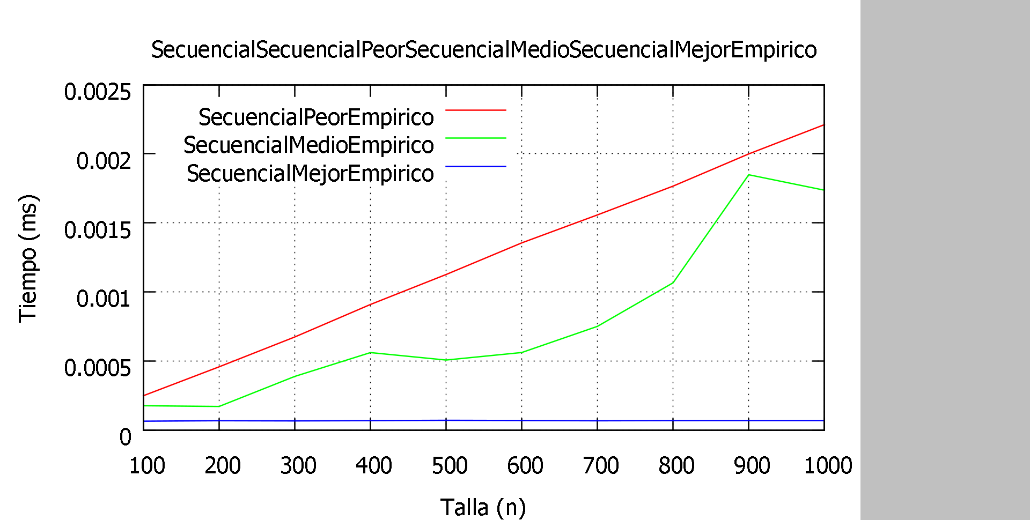 SecuencialSecuencialPeorSecuencialMedioSecuencialMejorEmpirico
0.0025
0.002
0.0015
0.001
0.0005
0
SecuencialPeorEmpirico
SecuencialMedioEmpirico
SecuencialMejorEmpirico
Tiempo (ms)
100 200 300 400 500 600 700 800 900 1000
Talla (n)